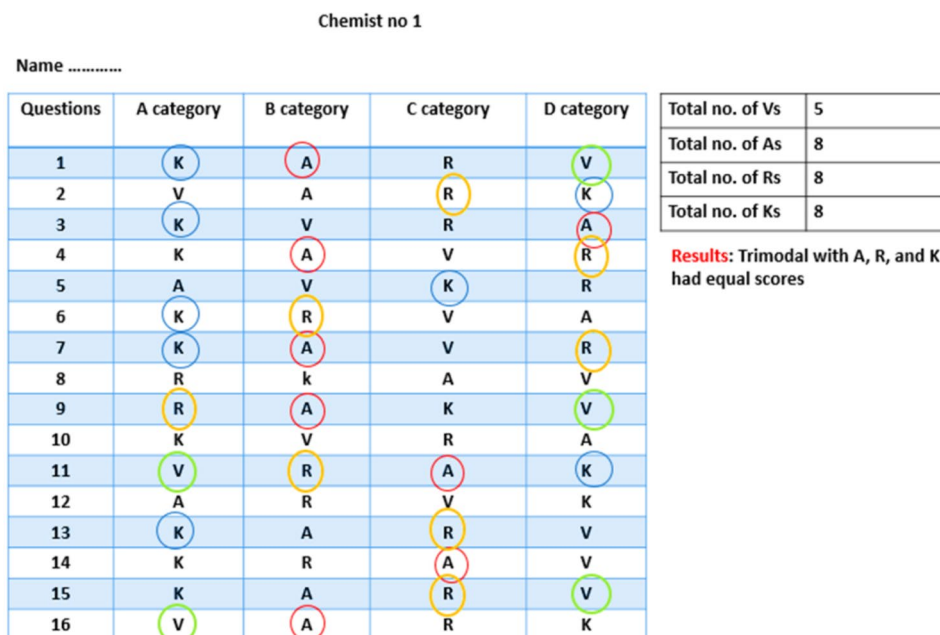 Chemist no 1
Name ............
Questions A category B category C category D category
1 K A R V
2 V A R K
3 K V R A
4 K A V R
5 A V K R
6 K R V A
7 K A V R
8 R k A V
9 R A K V
10 K V R A
11 V R A K
12 A R V K
13 K A R V
14 K R A V
15 K A R V
16 V A R K
Total no. of Vs 5
Total no. of As 8
Total no. of Rs 8
Total no. of Ks 8
Results: Trimodal with A, R, and K
had equal scores